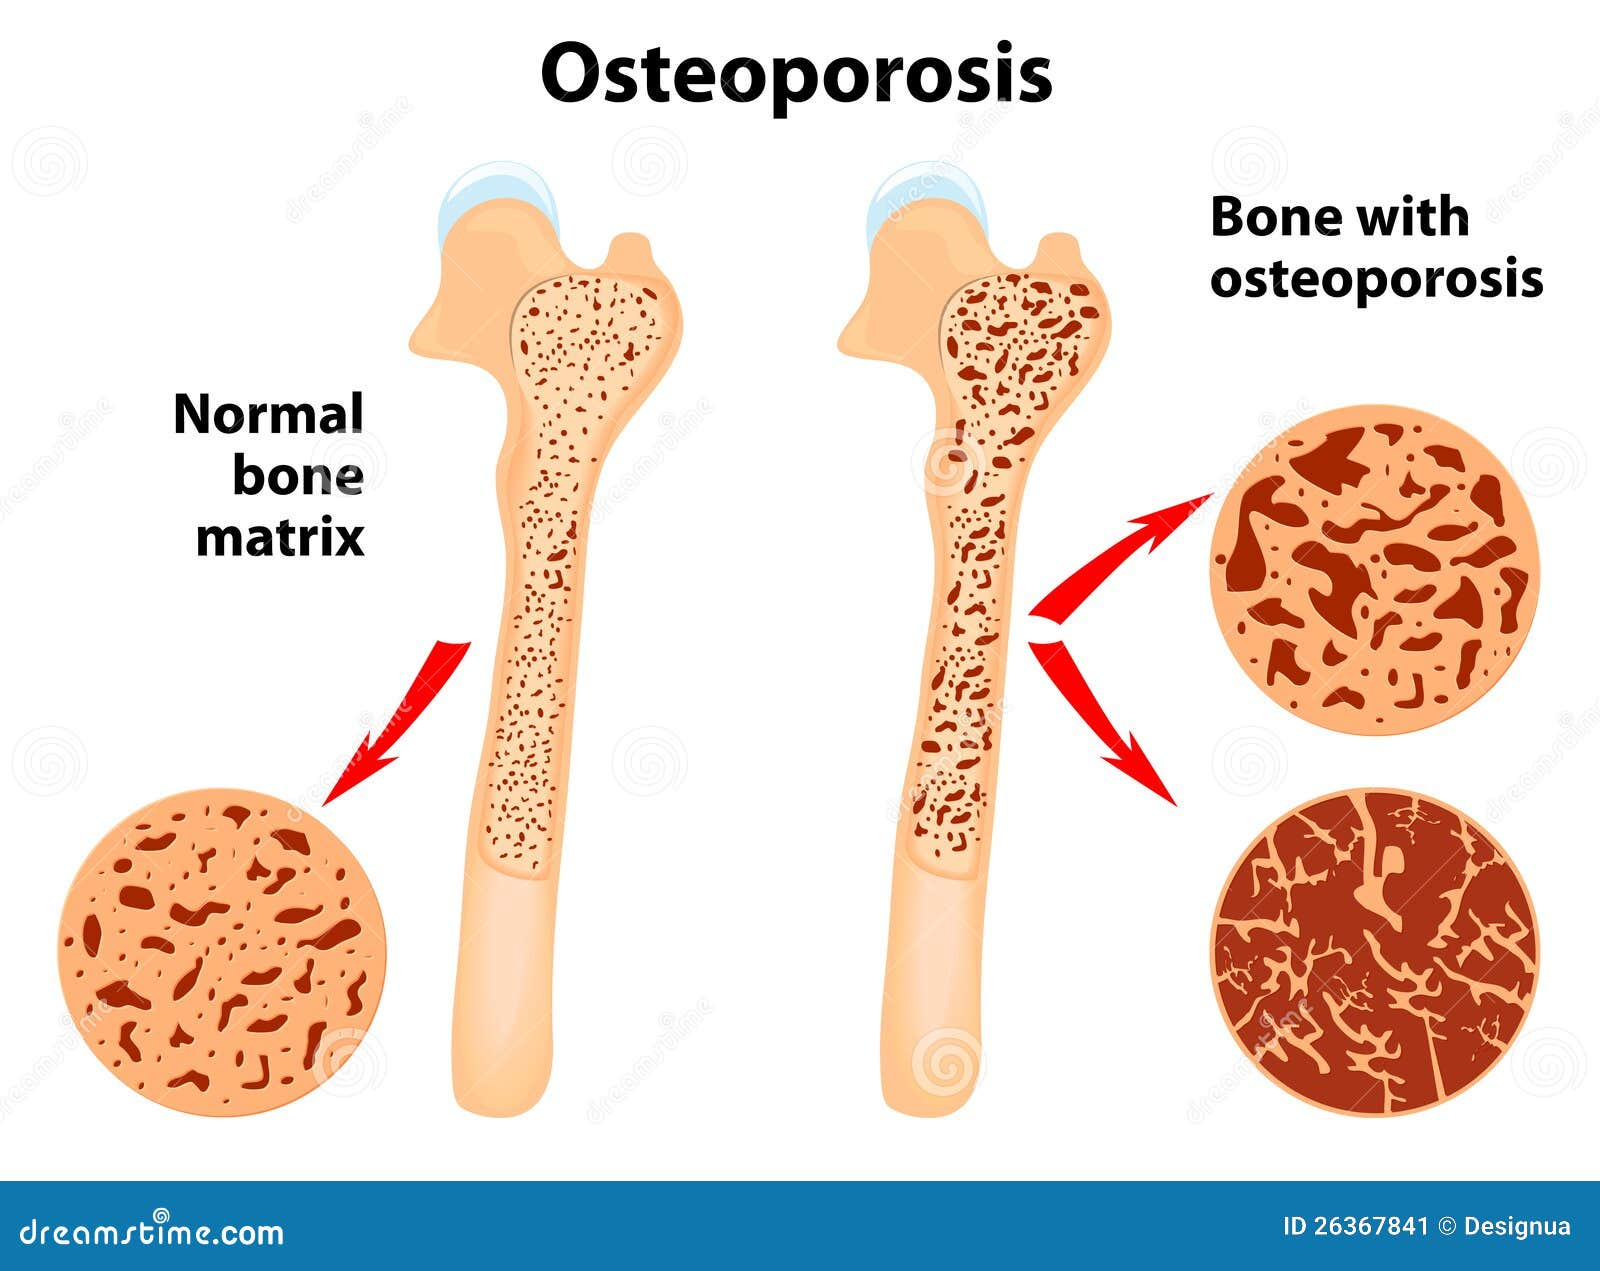 Osteoporosis
Normal
bone
matrix
Bone with
osteoporosis
dreamstime.com
ID 26367841 © Designua